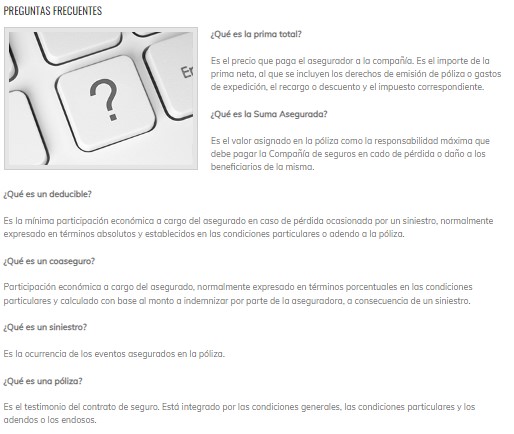 PREGUNTAS FRECUENTES
?
En
¿Qué es la prima total?
Es el precio que paga el asegurador a la compañía. Es el importe de la
prima neta, al que se incluyen los derechos de emisión de póliza o gastos
de expedición, el recargo o descuento y el impuesto correspondiente.
¿Qué es la Suma Asegurada?
Es el valor asignado en la póliza como la responsabilidad máxima que
debe pagar la Compañía de seguros en cado de pérdida o daño a los
beneficiarios de la misma.
¿Qué es un deducible?
Es la mínima participación económica a cargo del asegurado en caso de pérdida ocasionada por un siniestro, normalmente
expresado en términos absolutos y establecidos en las condiciones particulares o adendo a la póliza.
¿Qué es un coaseguro?
Participación económica a cargo del asegurado, normalmente expresado en términos porcentuales en las condiciones
particulares y calculado con base al monto a indemnizar por parte de la aseguradora, a consecuencia de un siniestro.
¿Qué es un siniestro?
Es la ocurrencia de los eventos asegurados en la póliza.
¿Qué es una póliza?
Es el testimonio del contrato de seguro. Está integrado por las condiciones generales, las condiciones particulares y los
adendos o los endosos.